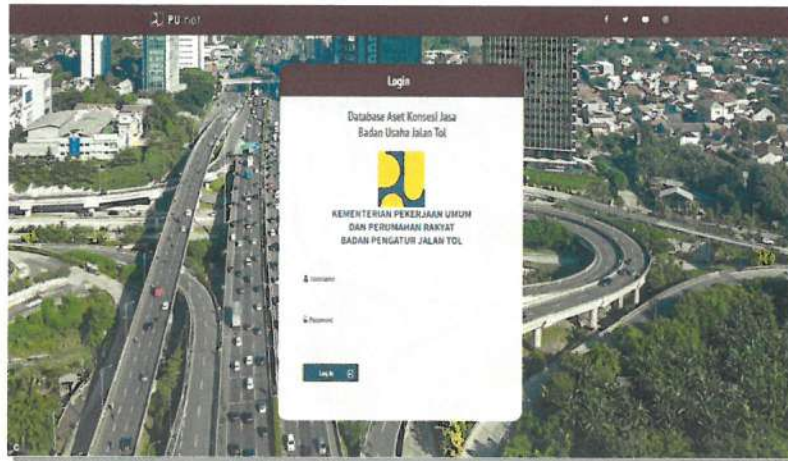 PU-net
Login
Database Aset Konsesi Jasa
Badan Usaha Jalan Tol
KEMENTERIAN PEKERJAAN UMUM
DAN PERUMAHAN RAKYAT
BADAN PENGATUR JALAN TOL
Username
Password
Log In